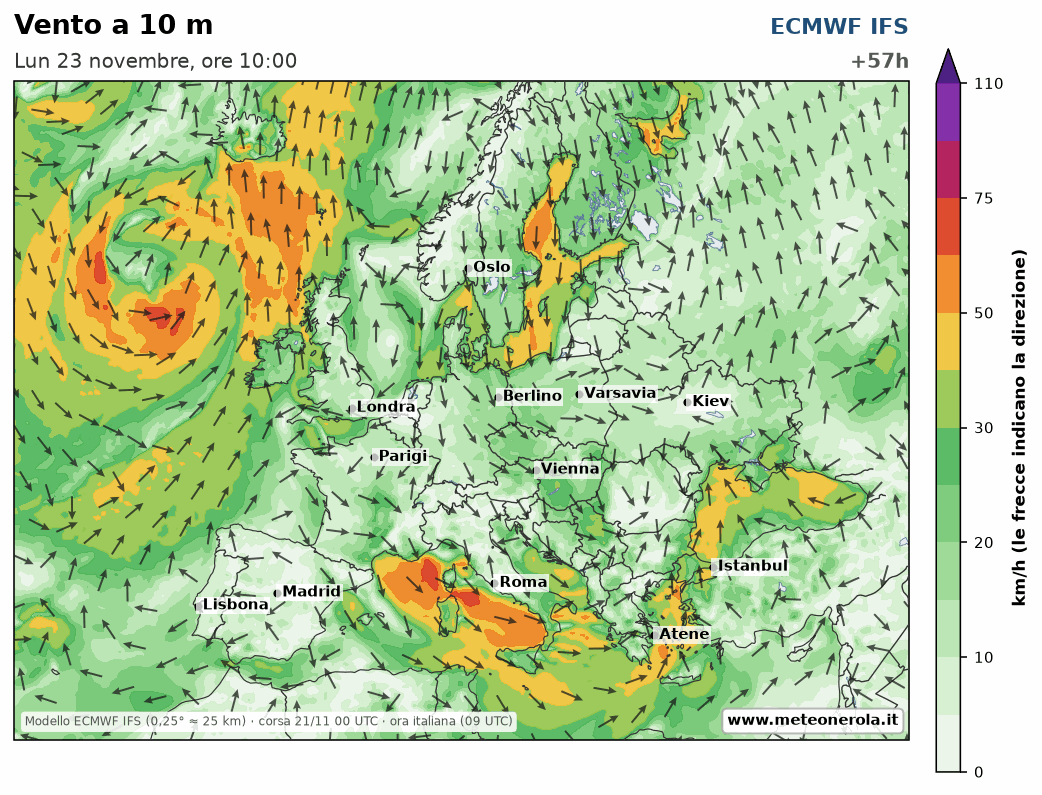 Vento a 10 m
ECMWF IFS
Lun 23 novembre, ore 10:00
+57h
110
75
50
30
20
10
0
km/h (le frecce indicano la direzione)
Oslo
Berlino
Varsavia
Kiev
Londra
Parigi
Vienna
Istanbul
Roma
Madrid
Lisbona
Atene
Modello ECMWF IFS (0,25° ≈ 25 km) · corsa 21/11 00 UTC · ora italiana (09 UTC)
www.meteonerola.it